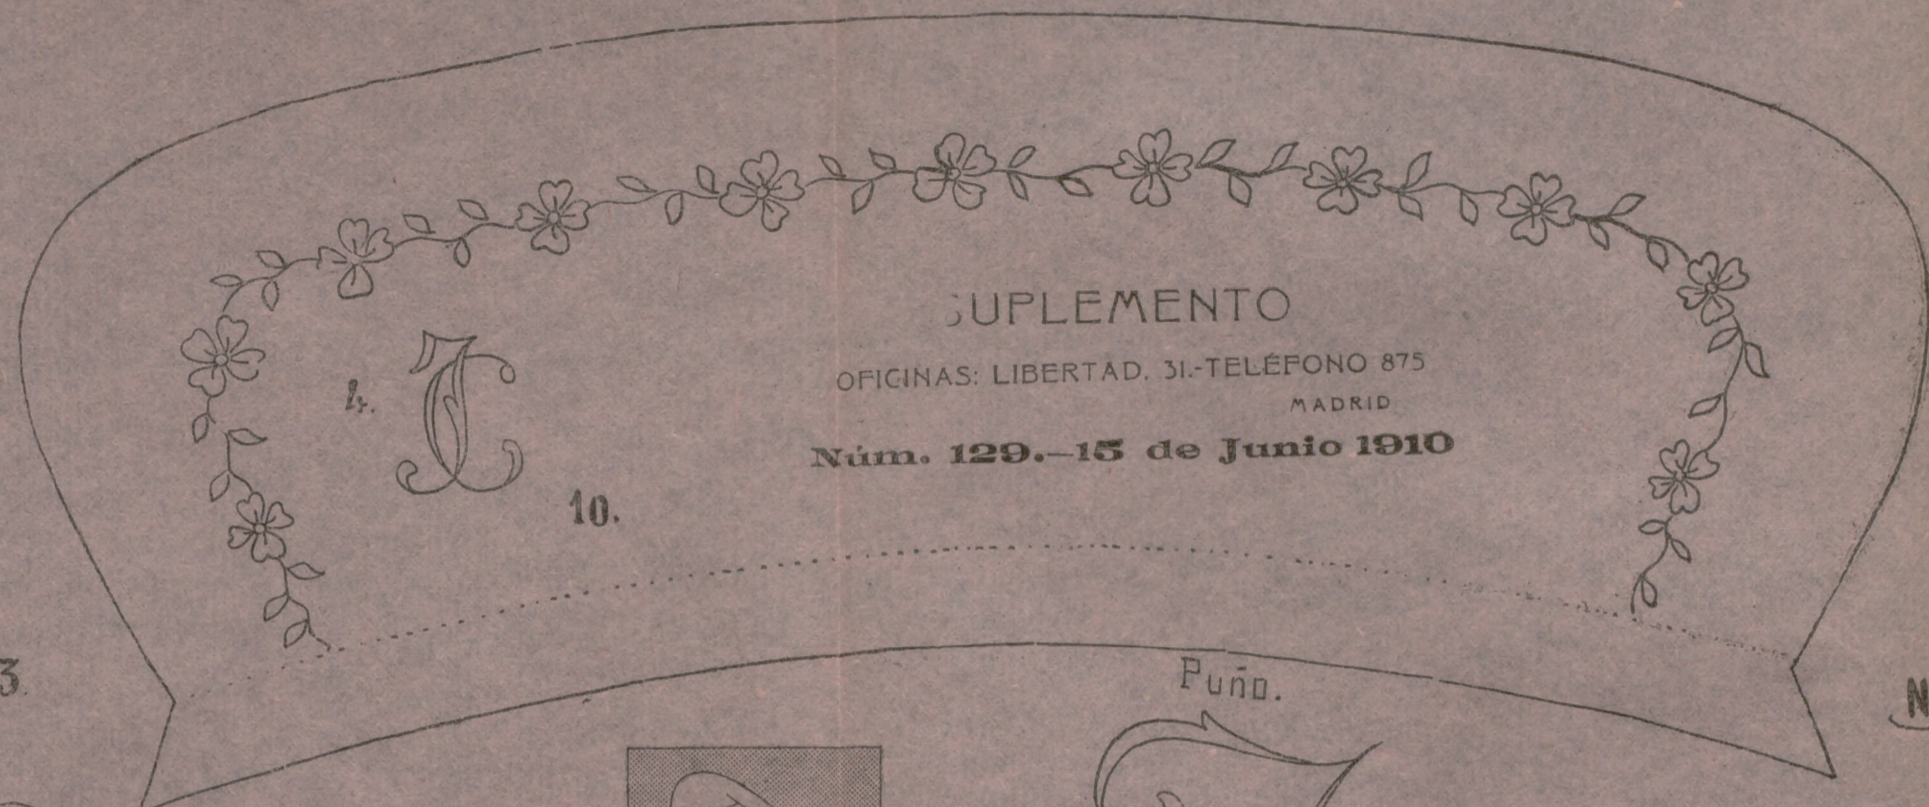 SUPLEMENTO
OFICINAS: LIBERTAD, 31.-TELÉFONO 875
MADRID
4.
Núm. 129.-15 de Junio 1910
10.
3.
Puño.
N